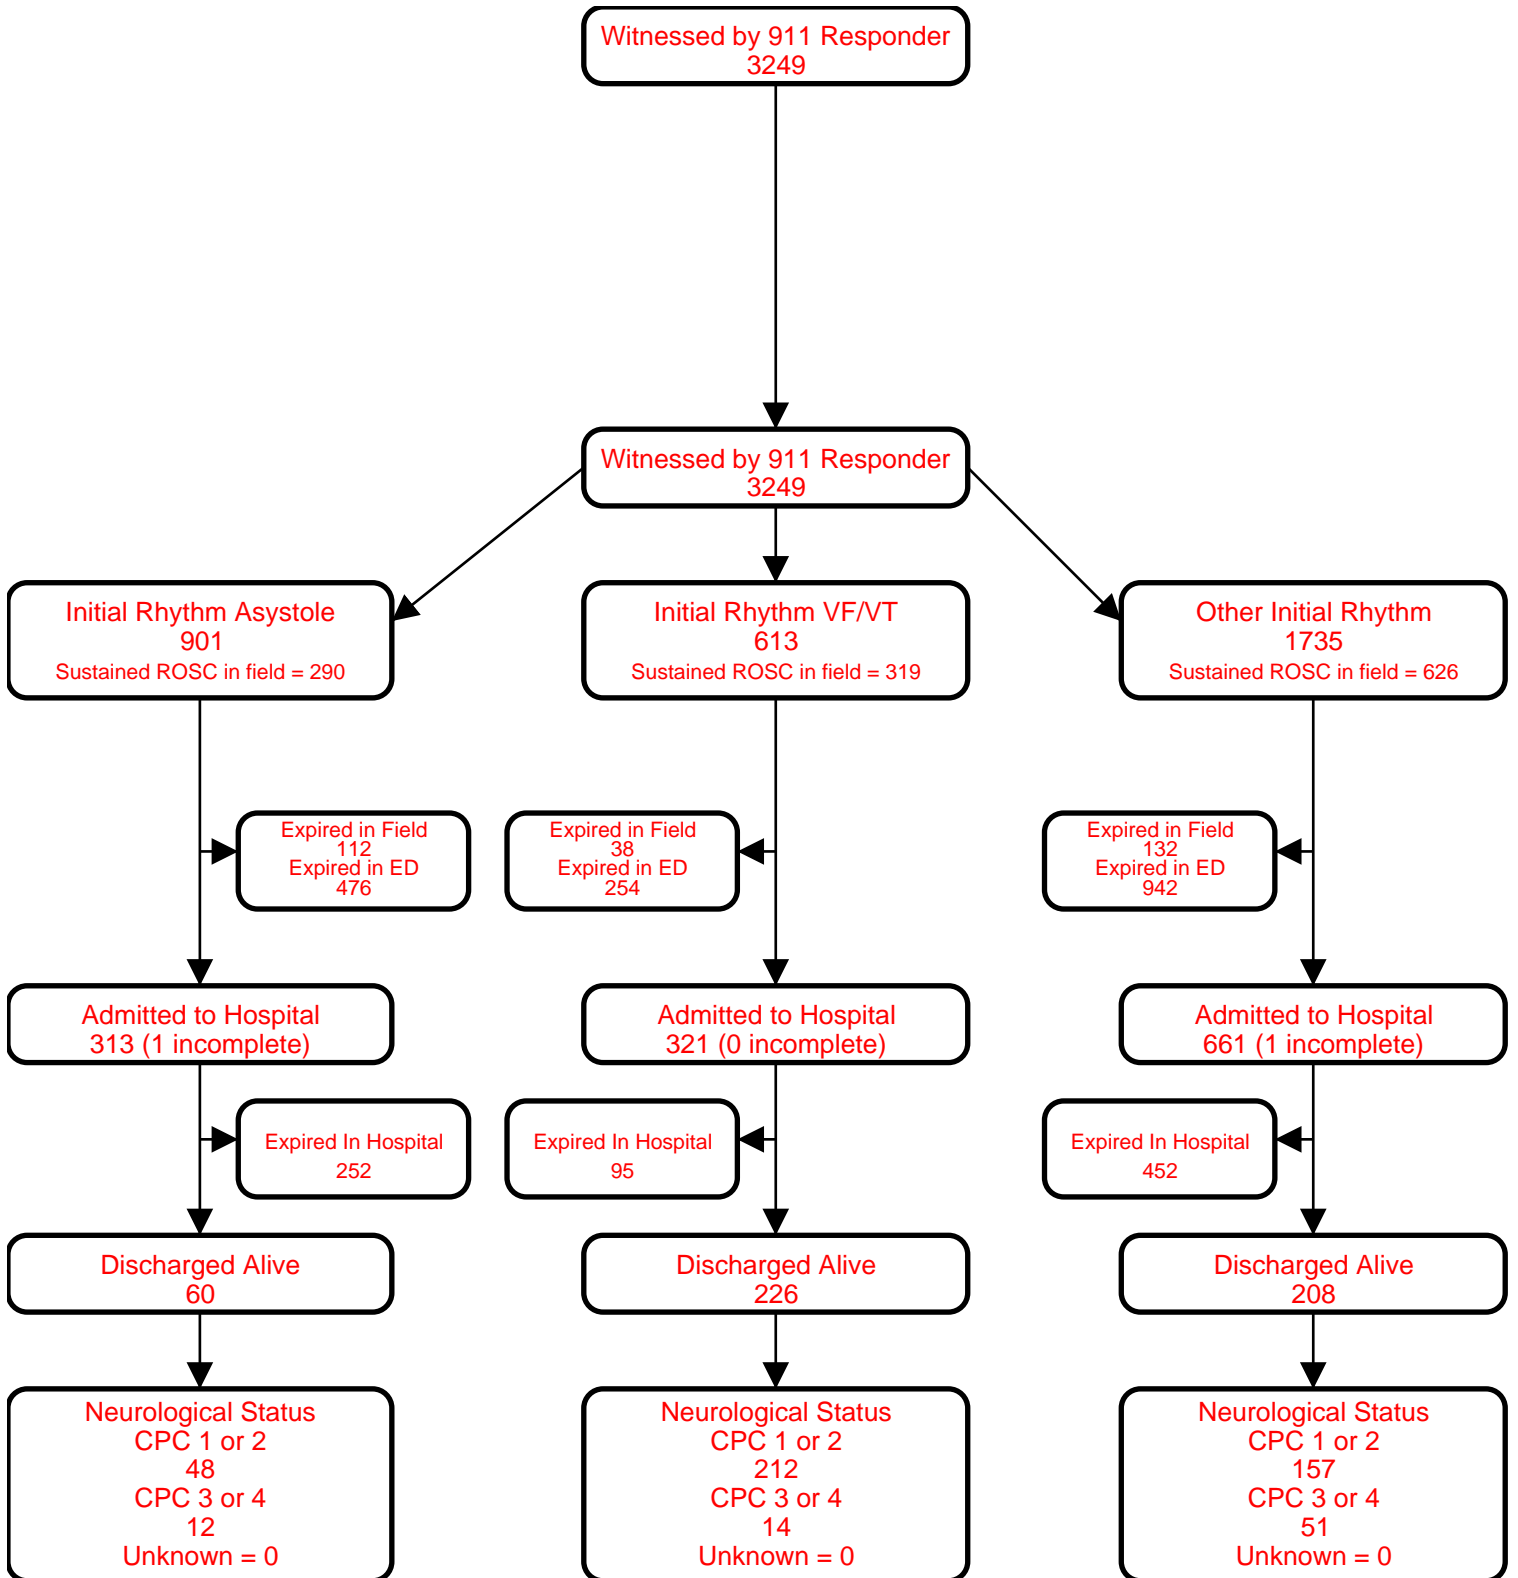 Witnessed by 911 Responder
3249
Witnessed by 911 Responder
3249
Initial Rhythm Asystole
901
Sustained ROSC in field = 290
Initial Rhythm VF/VT
613
Sustained ROSC in field = 319
Other Initial Rhythm
1735
Sustained ROSC in field = 626
Expired in Field
112
Expired in ED
476
Expired in Field
38
Expired in ED
254
Expired in Field
132
Expired in ED
942
Admitted to Hospital
313 (1 incomplete)
Admitted to Hospital
321 (0 incomplete)
Admitted to Hospital
661 (1 incomplete)
Expired In Hospital
252
Expired In Hospital
95
Expired In Hospital
452
Discharged Alive
60
Discharged Alive
226
Discharged Alive
208
Neurological Status
CPC 1 or 2
48
CPC 3 or 4
12
Unknown = 0
Neurological Status
CPC 1 or 2
212
CPC 3 or 4
14
Unknown = 0
Neurological Status
CPC 1 or 2
157
CPC 3 or 4
51
Unknown = 0